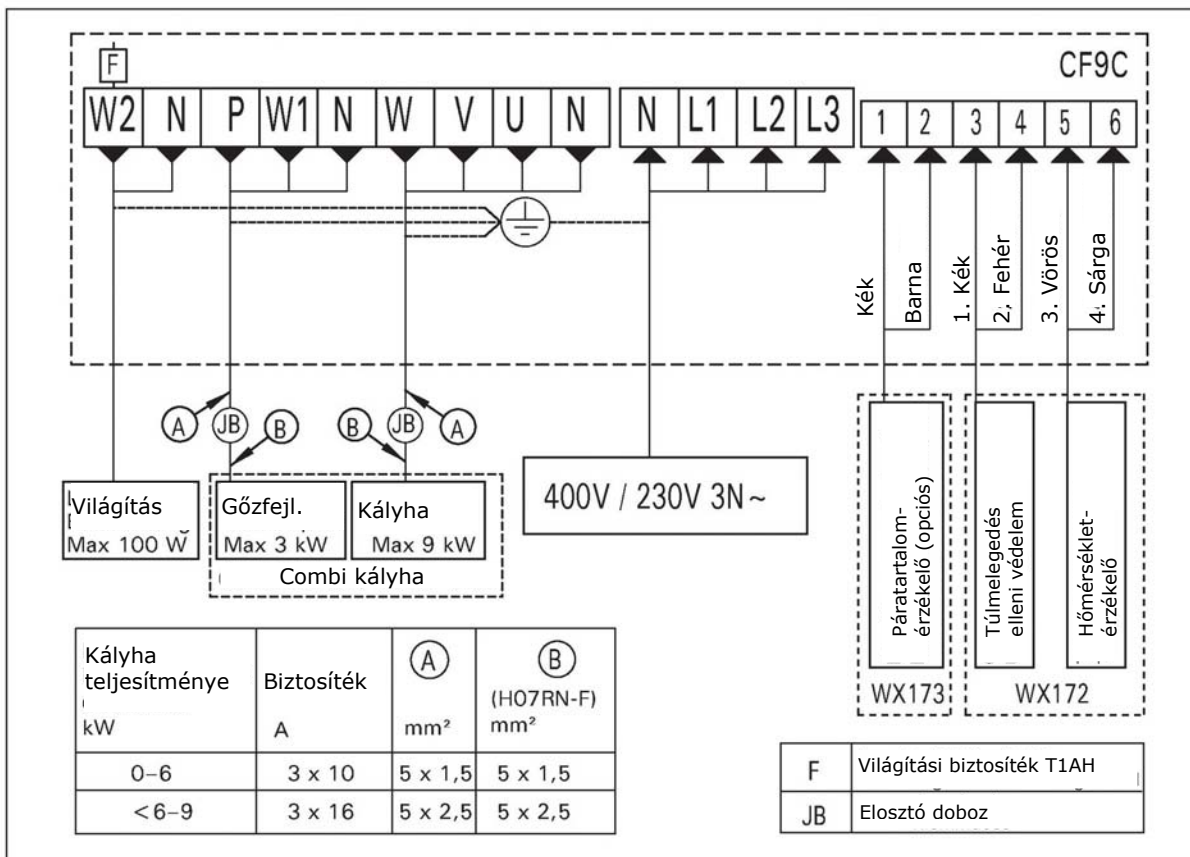 CF9C
F
W2 N P W1 N W V U N N L1 L2 L3 1 2 3 4 5 6
Kék
Barna
1. Kék
2, Fehér
3. Vörös
4. Sárga
A JB B B JB A
Világítás
Max 100 W
Gőzfejl.
Max 3 kW
Kályha
Max 9 kW
Combi kályha
400V / 230V 3N~
Páratartalom-
érzékelő (opciós)
Túlmelegedés
elleni védelem
Hőmérséklet-
érzékelő
WX173
WX172
Kályha
teljesítménye
kW
Biztosíték
A
A
mm²
B
(H07RN-F)
mm²
0–6 3 x 10 5 x 1,5 5 x 1,5
<6–9 3 x 16 5 x 2,5 5 x 2,5
F Világítási biztosíték T1AH
JB Elosztó doboz